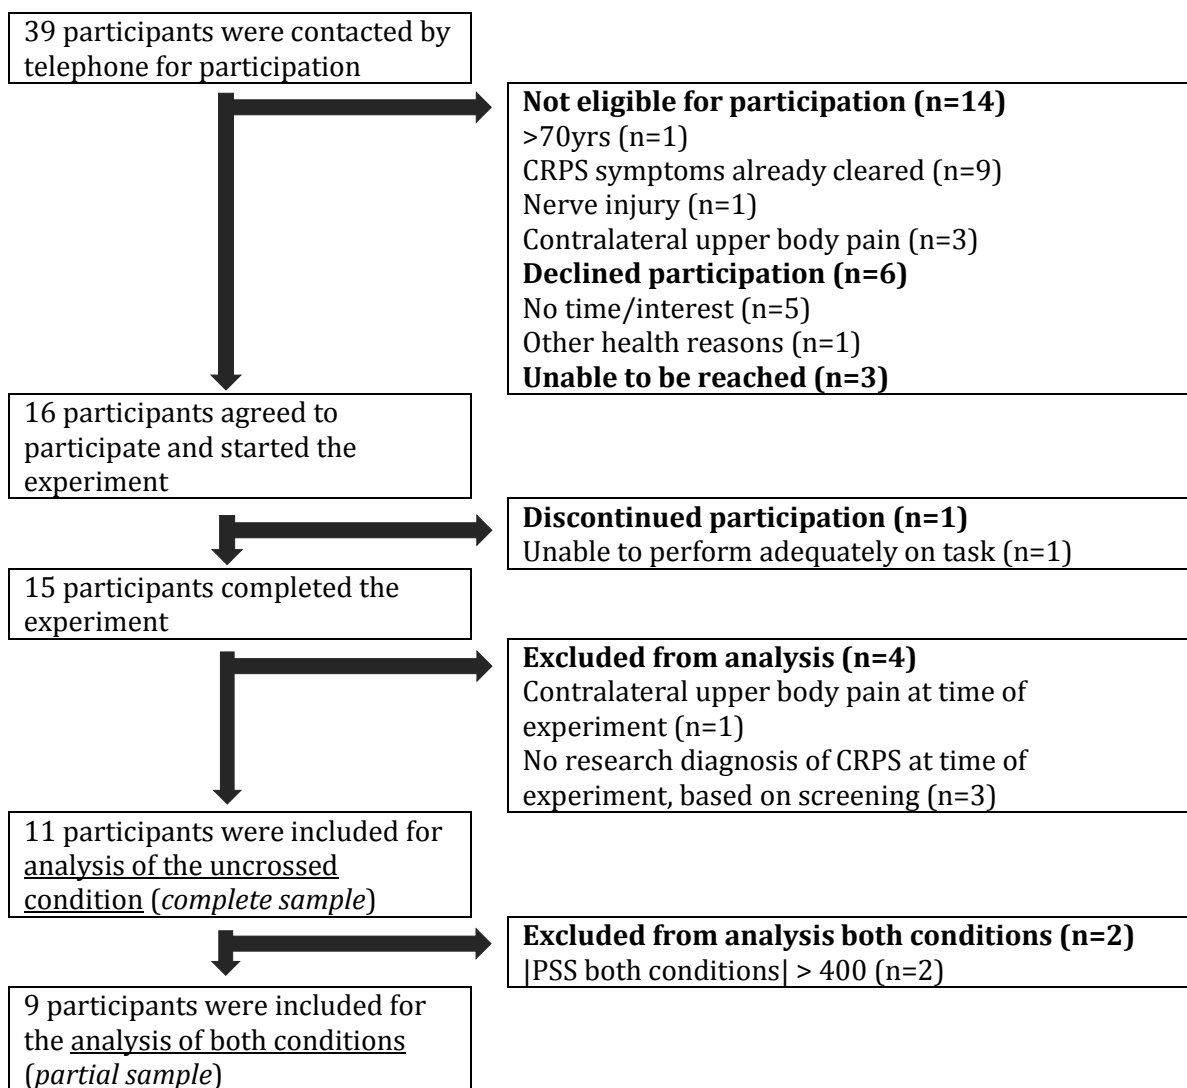 39 participants were contacted by
telephone for participation
Not eligible for participation (n=14)
>70yrs (n=1)
CRPS symptoms already cleared (n=9)
Nerve injury (n=1)
Contralateral upper body pain (n=3)
Declined participation (n=6)
No time/interest (n=5)
Other health reasons (n=1)
Unable to be reached (n=3)
16 participants agreed to
participate and started the
experiment
Discontinued participation (n=1)
Unable to perform adequately on task (n=1)
15 participants completed the
experiment
Excluded from analysis (n=4)
Contralateral upper body pain at time of
experiment (n=1)
No research diagnosis of CRPS at time of
experiment, based on screening (n=3)
11 participants were included for
analysis of the uncrossed
condition (complete sample)
Excluded from analysis both conditions (n=2)
|PSS both conditions| > 400 (n=2)
9 participants were included for
the analysis of both conditions
(partial sample)